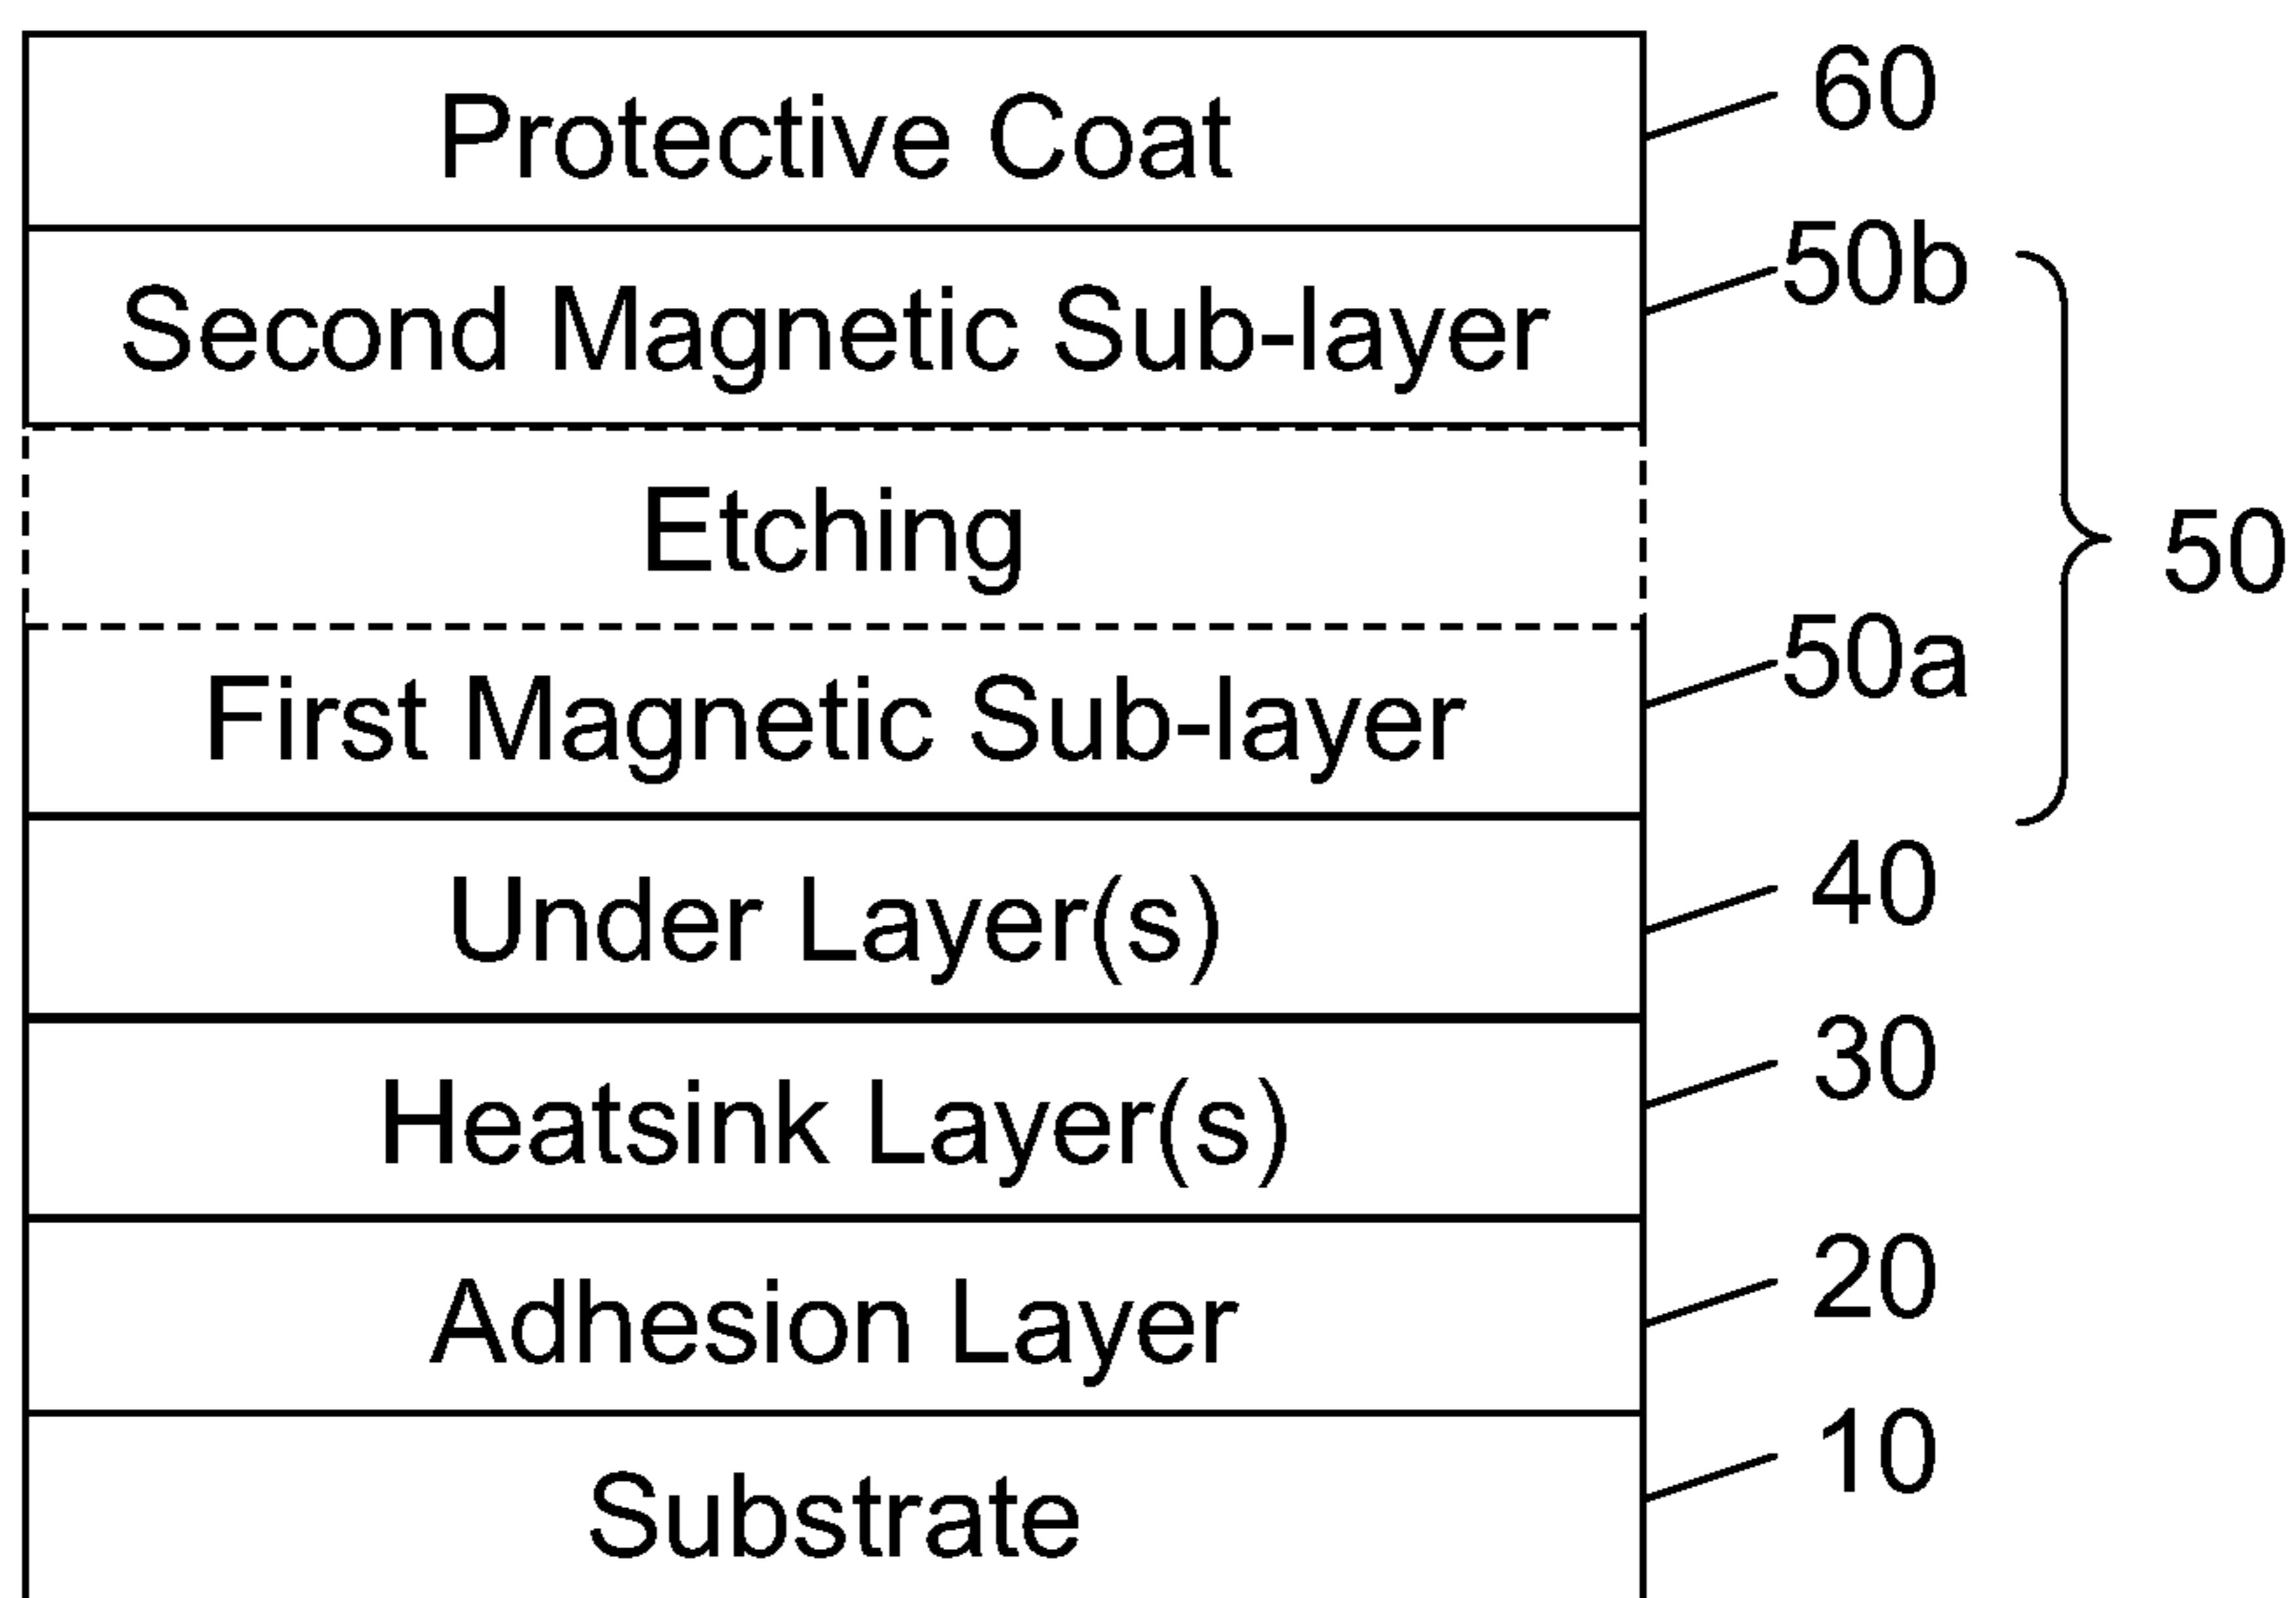 Protective Coat 60
Second Magnetic Sub-layer 50b
Etching 50
First Magnetic Sub-layer 50a
Under Layer(s) 40
Heatsink Layer(s) 30
Adhesion Layer 20
Substrate 10